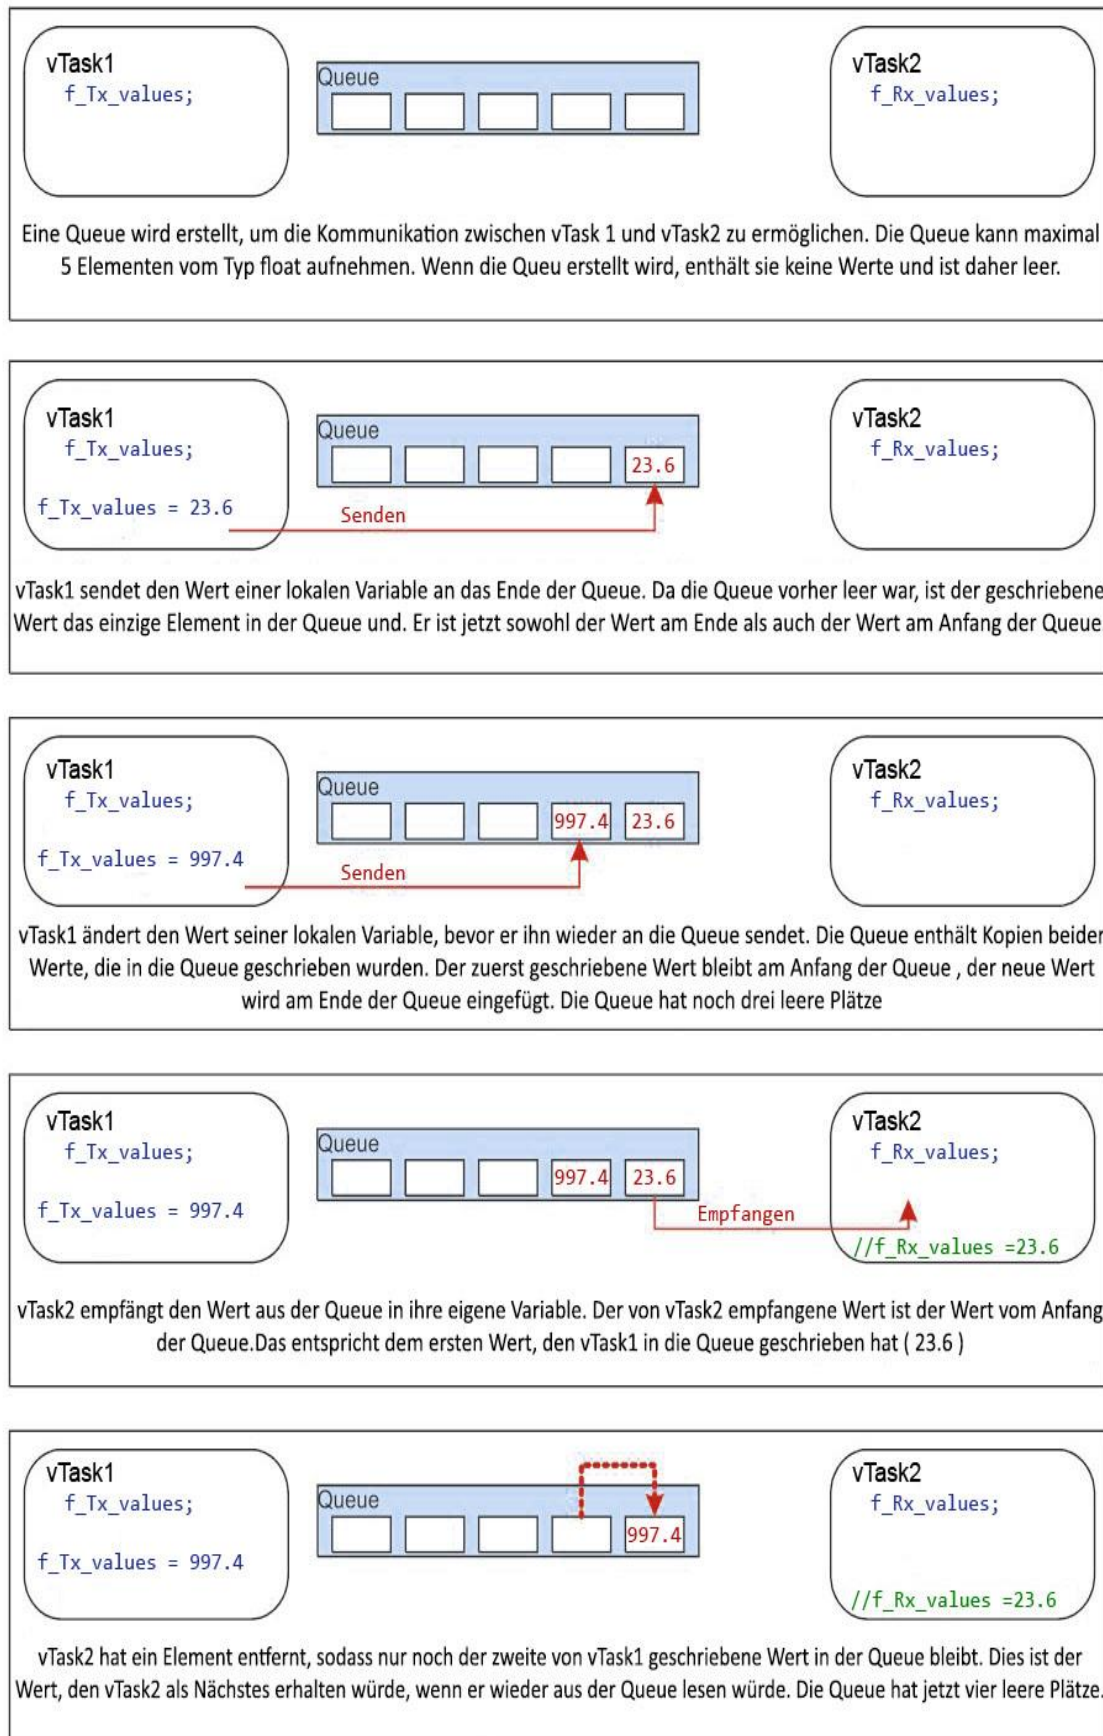 vTask1
f_Tx_values;
Queue
vTask2
f_Rx_values;
Eine Queue wird erstellt, um die Kommunikation zwischen vTask 1 und vTask2 zu ermöglichen. Die Queue kann maximal
5 Elementen vom Typ float aufnehmen. Wenn die Queu erstellt wird, enthält sie keine Werte und ist daher leer.
vTask1
f_Tx_values;
f_Tx_values = 23.6
Queue
23.6
Senden
vTask2
f_Rx_values;
vTask1 sendet den Wert einer lokalen Variable an das Ende der Queue. Da die Queue vorher leer war, ist der geschriebene
Wert das einzige Element in der Queue und. Er ist jetzt sowohl der Wert am Ende als auch der Wert am Anfang der Queue
vTask1
f_Tx_values;
f_Tx_values = 997.4
Queue
997.4 23.6
Senden
vTask2
f_Rx_values;
vTask1 ändert den Wert seiner lokalen Variable, bevor er ihn wieder an die Queue sendet. Die Queue enthält Kopien beider
Werte, die in die Queue geschrieben wurden. Der zuerst geschriebene Wert bleibt am Anfang der Queue , der neue Wert
wird am Ende der Queue eingefügt. Die Queue hat noch drei leere Plätze
vTask1
f_Tx_values;
f_Tx_values = 997.4
Queue
997.4 23.6
Empfangen
vTask2
f_Rx_values;
//f_Rx_values =23.6
vTask2 empfängt den Wert aus der Queue in ihre eigene Variable. Der von vTask2 empfangene Wert ist der Wert vom Anfang
der Queue.Das entspricht dem ersten Wert, den vTask1 in die Queue geschrieben hat ( 23.6 )
vTask1
f_Tx_values;
f_Tx_values = 997.4
Queue
997.4
vTask2
f_Rx_values;
//f_Rx_values =23.6
vTask2 hat ein Element entfernt, sodass nur noch der zweite von vTask1 geschriebene Wert in der Queue bleibt. Dies ist der
Wert, den vTask2 als Nächstes erhalten würde, wenn er wieder aus der Queue lesen würde. Die Queue hat jetzt vier leere Plätze.